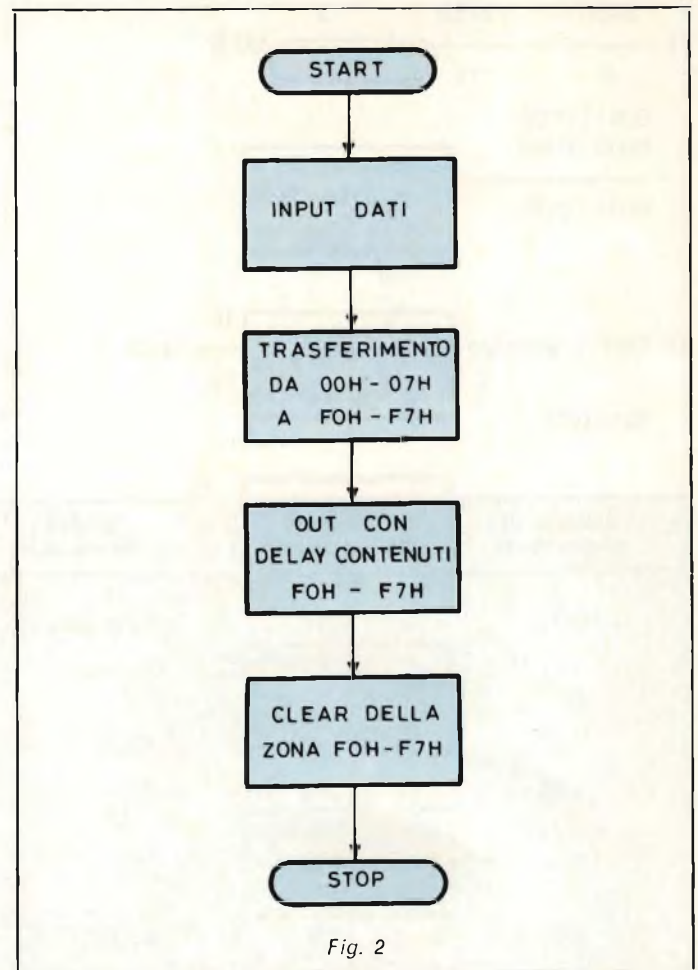 START
INPUT DATI
TRASFERIMENTO
DA 00H - 07H
A F0H - F7H
OUT CON
DELAY CONTENUTI
F0H - F7H
CLEAR DELLA
ZONA F0H-F7H
STOP
Fig. 2